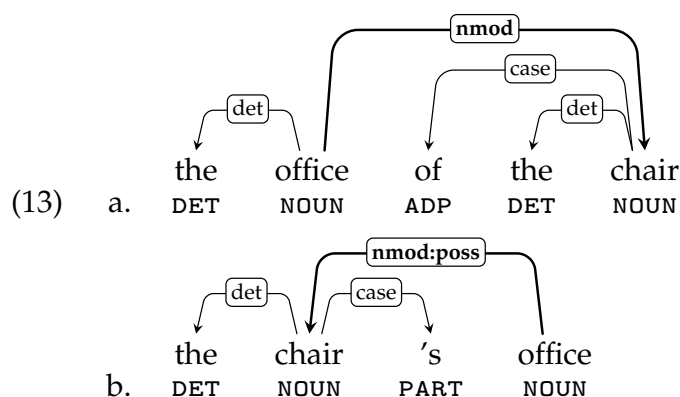 nmod
case
det det
the office of the chair
(13) a. DET NOUN ADP DET NOUN
nmod:poss
det case
the chair 's office
b. DET NOUN PART NOUN